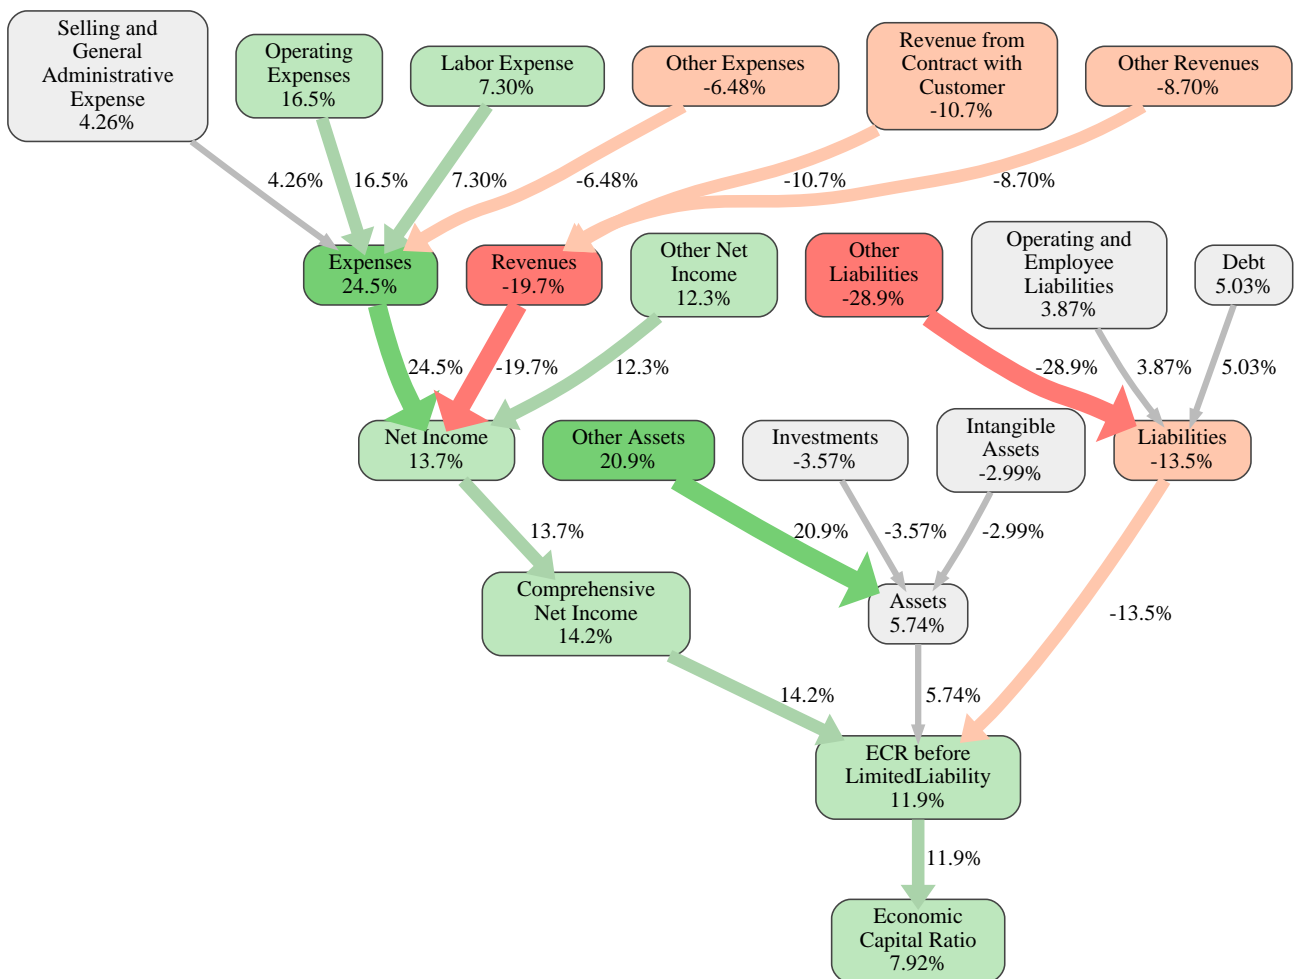 Selling and
General
Administrative
Expense
4.26%
Operating
Expenses
16.5%
Labor Expense
7.30%
Other Expenses
-6.48%
Revenue from
Contract with
Customer
-10.7%
Other Revenues
-8.70%
4.26%
16.5%
7.30%
-6.48%
-10.7%
-8.70%
Expenses
24.5%
Revenues
-19.7%
Other Net
Income
12.3%
Other
Liabilities
-28.9%
Operating and
Employee
Liabilities
3.87%
Debt
5.03%
24.5%
-19.7%
12.3%
-28.9%
3.87%
5.03%
Net Income
13.7%
Other Assets
20.9%
Investments
-3.57%
Intangible
Assets
-2.99%
Liabilities
-13.5%
13.7%
20.9%
-3.57%
-2.99%
-13.5%
Comprehensive
Net Income
14.2%
Assets
5.74%
14.2%
5.74%
ECR before
LimitedLiability
11.9%
11.9%
Economic
Capital Ratio
7.92%